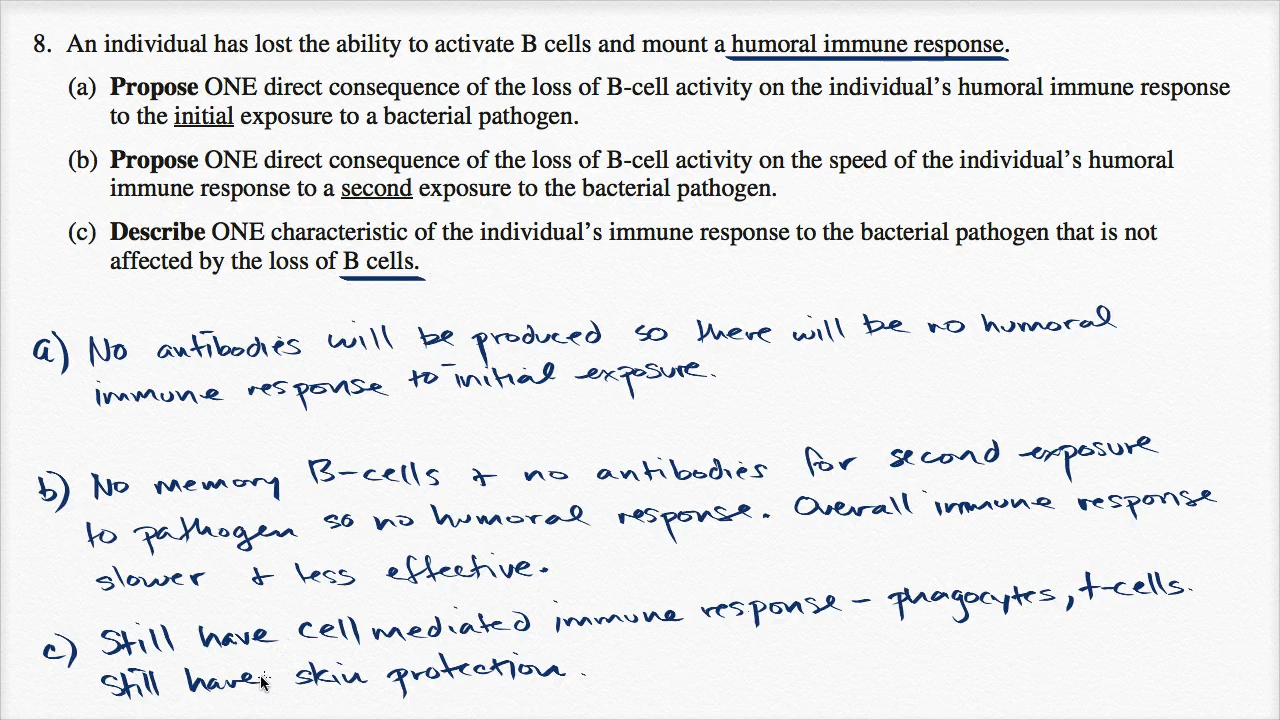 8. An individual has lost the ability to activate B cells and mount a humoral immune response.
(a) Propose ONE direct consequence of the loss of B-cell activity on the individual's humoral immune response
to the initial exposure to a bacterial pathogen.
(b) Propose ONE direct consequence of the loss of B-cell activity on the speed of the individual's humoral
immune response to a second exposure to the bacterial pathogen.
(c) Describe ONE characteristic of the individual's immune response to the bacterial pathogen that is not
affected by the loss of B cells.
a) No antibodies will be produced so there will be no humoral
immune response to initial exposure.
b) No memory B-cells + no antibodies for second exposure
to pathogen so no humoral response. Overall immune response
slower + less effective.
c) Still have cell mediated immune response - phagocytes, t-cells.
Still have skin protection.